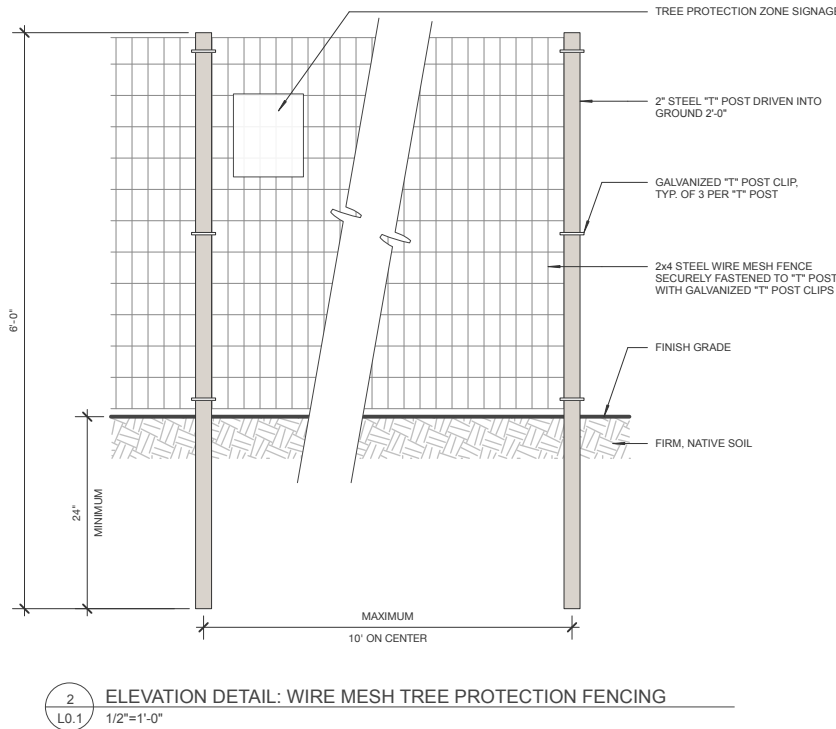 TREE PROTECTION ZONE SIGNAGE
2" STEEL "T" POST DRIVEN INTO
GROUND 2'-0"
GALVANIZED "T" POST CLIP,
TYP. OF 3 PER "T" POST
2x4 STEEL WIRE MESH FENCE
SECURELY FASTENED TO "T" POST
WITH GALVANIZED "T" POST CLIPS
6'-0"
FINISH GRADE
FIRM, NATIVE SOIL
24"
MINIMUM
MAXIMUM
10' ON CENTER
2
L0.1
ELEVATION DETAIL: WIRE MESH TREE PROTECTION FENCING
1/2"=1'-0"